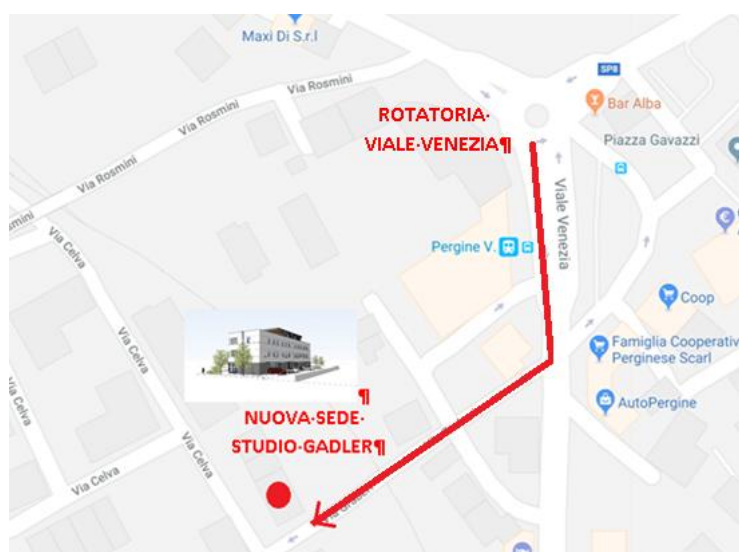 Maxi Di S.r.l
SP8
Via Rosmini
Via Rosmini
Via Rosmini
Bar Alba
ROTATORIA·
VIALE·VENEZIA¶
Piazza Gavazzi
Viale Venezia
Via Celva
Pergine V.
Coop
Via Celva
Famiglia Cooperativ
Perginese Scarl
¶
NUOVA·SEDE·
STUDIO·GADLER¶
AutoPergine
Via Celva
Via Celva